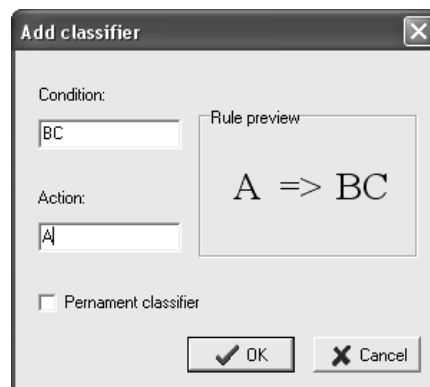 Add classifier
Condition:
BC
Rule preview
A => BC
Action:
A
Pernament classifier
OK
Cancel